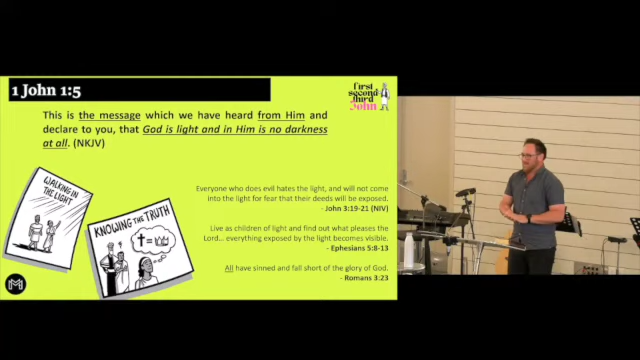 1 John 1:5
first
second
third
John
This is the message which we have heard from Him and
declare to you, that God is light and in Him is no darkness
at all. (NKJV)
WALKING IN
THE LIGHT
KNOWING THE TRUTH
Everyone who does evil hates the light, and will not come
into the light for fear that their deeds will be exposed.
- John 3:19-21 (NIV)
Live as children of light and find out what pleases the
Lord... everything exposed by the light becomes visible.
- Ephesians 5:8-13
All have sinned and fall short of the glory of God.
- Romans 3:23
M